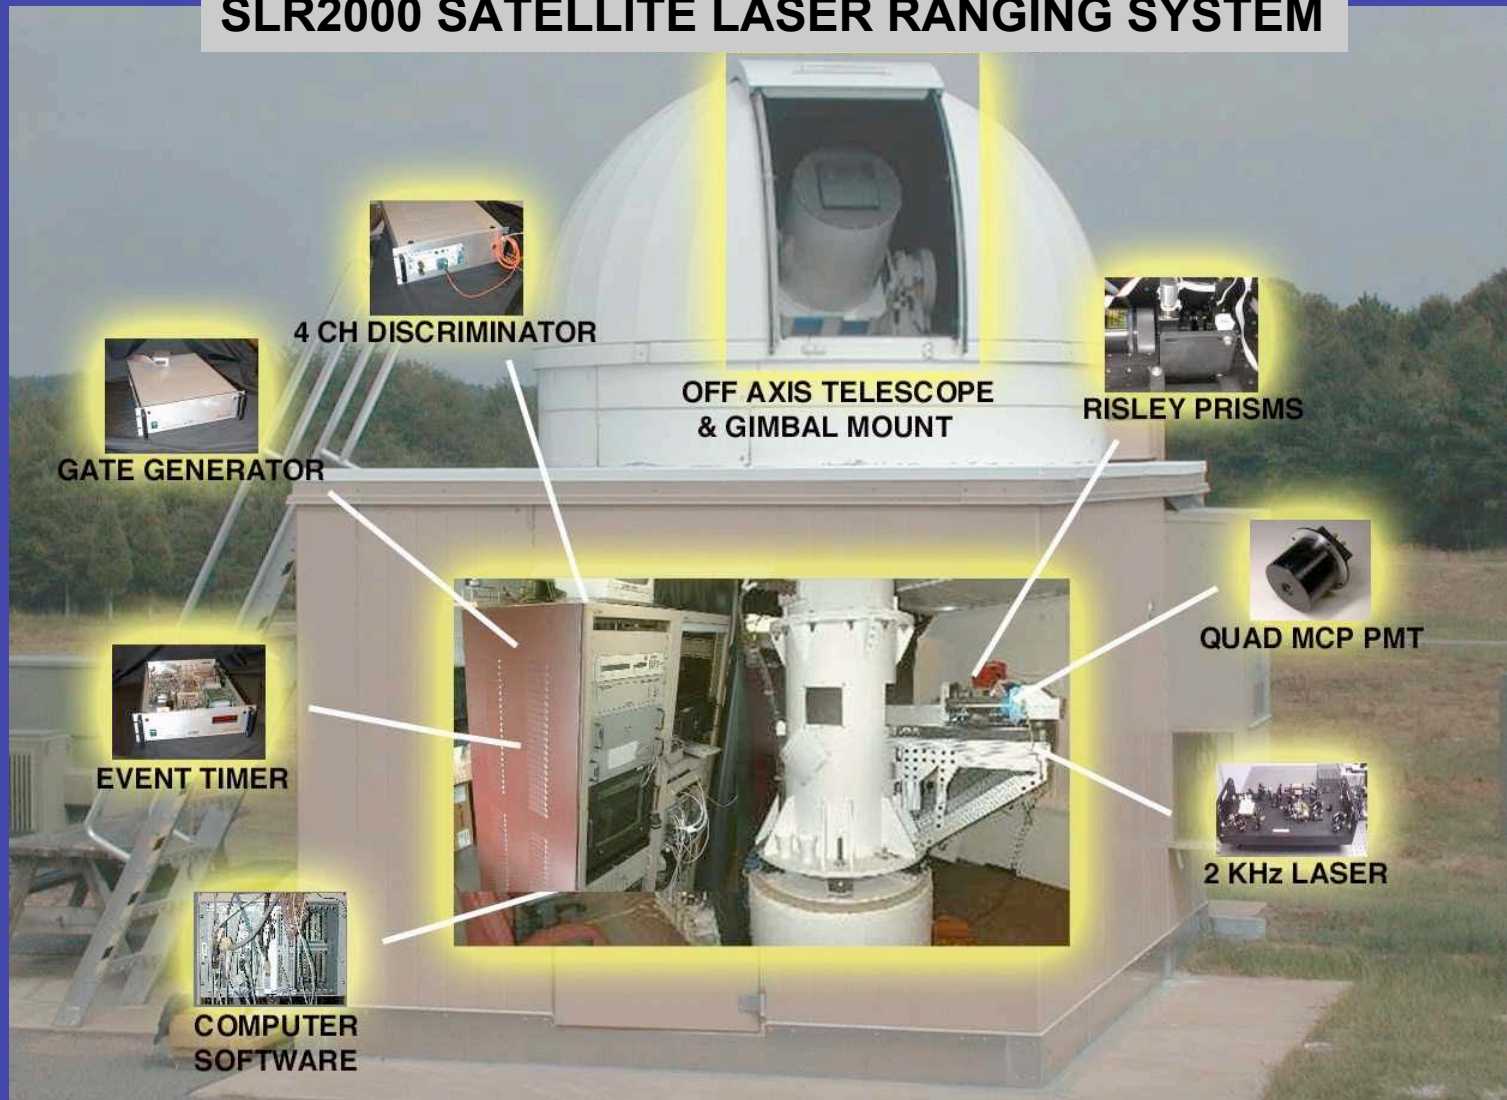 SLR2000 SATELLITE LASER RANGING SYSTEM
4 CH DISCRIMINATOR
OFF AXIS TELESCOPE
& GIMBAL MOUNT
RISLEY PRISMS
GATE GENERATOR
QUAD MCP PMT
EVENT TIMER
2 KHz LASER
COMPUTER
SOFTWARE